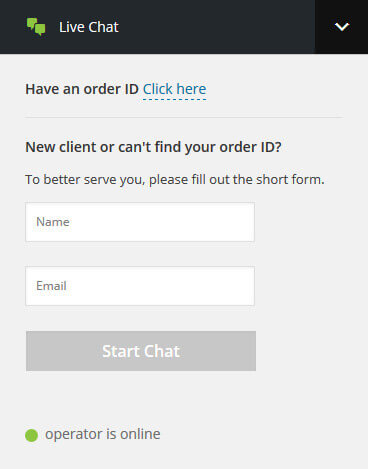 Live Chat
Have an order ID Click here
New client or can't find your order ID?
To better serve you, please fill out the short form.
Name
Email
Start Chat
operator is online